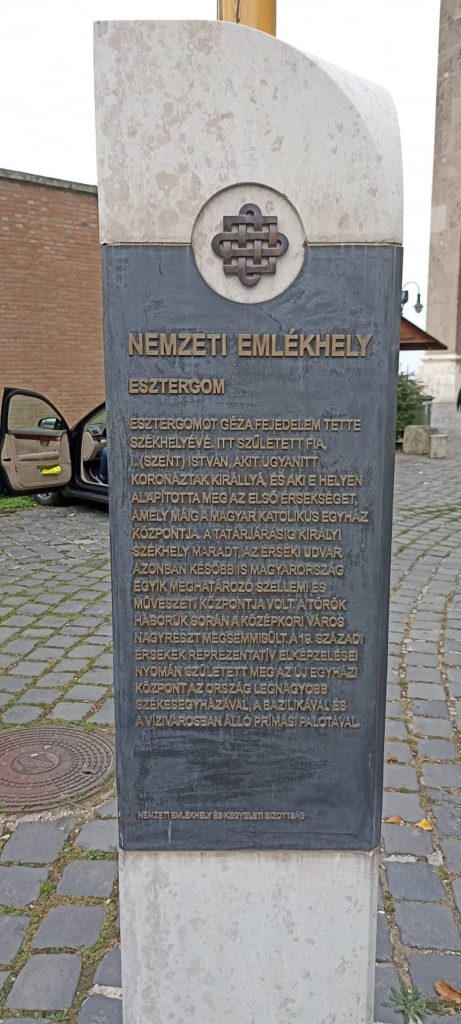 NEMZETI EMLÉKHELY
ESZTERGOM
ESZTERGOMOT GÉZA FEJEDELEM TETTE
SZÉKHELYÉVÉ. ITT SZÜLETETT FIA,
I. (SZENT) ISTVÁN, AKIT UGYANITT
KORONÁZTAK KIRÁLLYÁ, ÉS AKI E HELYEN
ALAPÍTOTTA MEG AZ ELSŐ ÉRSEKSÉGET,
AMELY MÁIG A MAGYAR KATOLIKUS EGYHÁZ
KÖZPONTJA. A TATÁRJÁRÁSIG KIRÁLYI
SZÉKHELY MARADT, AZ ÉRSEKI UDVAR
AZONBAN KÉSŐBB IS MAGYARORSZÁG
EGYIK MEGHATÁROZÓ SZELLEMI ÉS
MŰVÉSZETI KÖZPONTJA VOLT. A TÖRÖK
HÁBORÚK SORÁN A KÖZÉPKORI VÁROS
NAGYRÉSZT MEGSEMMISÜLT. A 19. SZÁZADI
ÉRSEKEK REPREZENTATÍV ELKÉPZELÉSEI
NYOMÁN SZÜLETETT MEG AZ ÚJ EGYHÁZI
KÖZPONT AZ ORSZÁG LEGNAGYOBB
SZÉKESEGYHÁZÁVAL, A BAZILIKÁVAL ÉS
A VÍZIVÁROSBAN ÁLLÓ PRÍMÁSI PALOTÁVAL.
NEMZETI EMLÉKHELY ÉS KEGYELETI BIZOTTSÁG